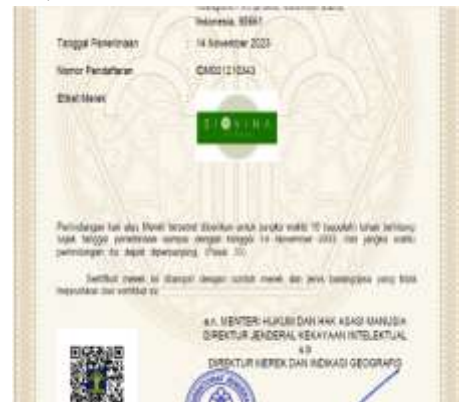 Indonesia,
Tanggal Penerimaan : 14 November 2023
Nomor Pendaftaran :
Etiket Merek
Perlindungan hak atas Merek tersebut diberikan untuk jangka waktu 10 (sepuluh) tahun terhitung
sejak tanggal penerimaan sampai dengan tanggal 14 November 2033, dan jangka waktu
perlindungan itu dapat diperpanjang. (Pasal 35)
Sertifikat merek ini dilampiri dengan contoh merek dan jenis barang/jasa yang tidak
terpisahkan dari sertifikat ini.
a.n. MENTERI HUKUM DAN HAK ASASI MANUSIA
DIREKTUR JENDERAL KEKAYAAN INTELEKTUAL
u.b
DIREKTUR MEREK DAN INDIKASI GEOGRAFIS